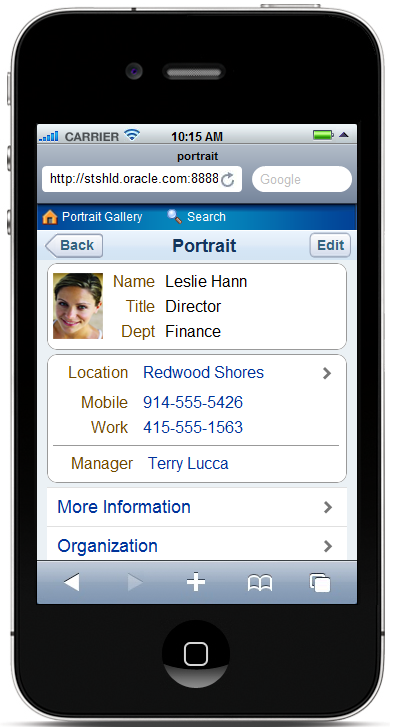 CARRIER 10:15 AM
portrait
http://stshld.oracle.com:8888 Google
Portrait Gallery Search
Back Portrait Edit
Name Leslie Hann
Title Director
Dept Finance
Location Redwood Shores
Mobile 914-555-5426
Work 415-555-1563
Manager Terry Lucca
More Information
Organization